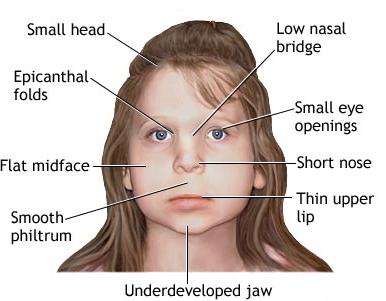 Small head
Low nasal
bridge
Epicanthal
folds
Small eye
openings
Flat midface
Short nose
Smooth
philtrum
Thin upper
lip
Underdeveloped jaw